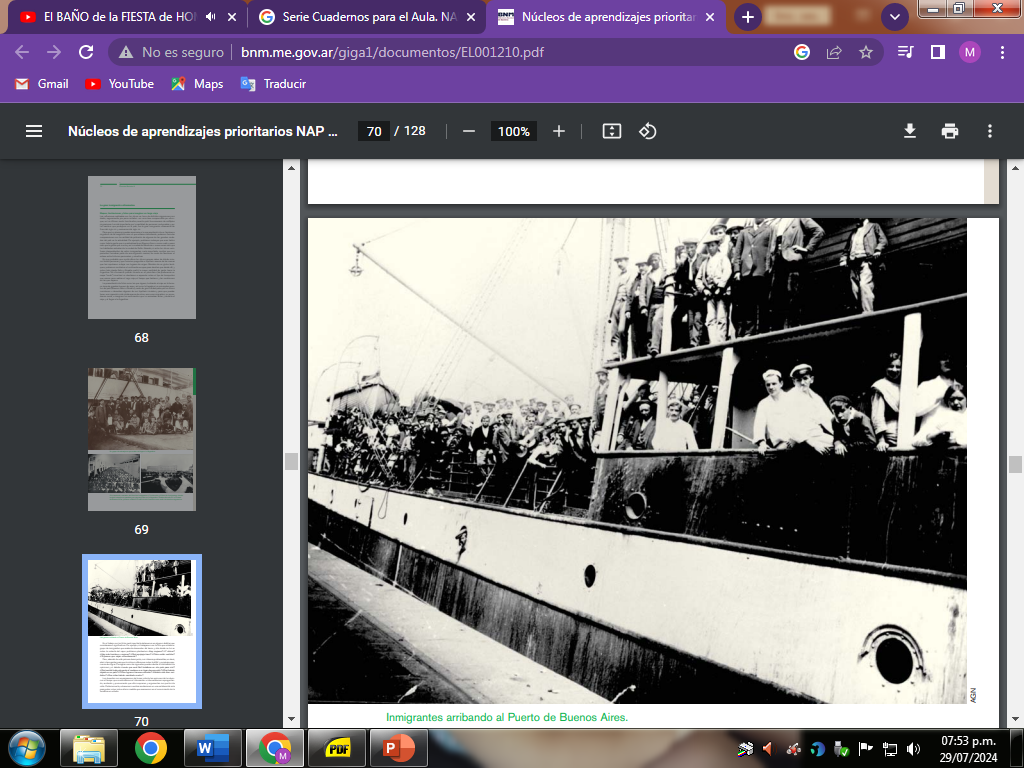 El BAÑO de la FIESTA de HO
Serie Cuadernos para el Aula. NA
Núcleos de aprendizajes prioritar
No es seguro
bnm.me.gov.ar/giga1/documentos/EL001210.pdf
M
Gmail
YouTube
Maps
Traducir
Núcleos de aprendizajes prioritarios NAP ...
70 / 128
100%
68
69
70
AGN
Inmigrantes arribando al Puerto de Buenos Aires.
W
M
PDF
P
07:53 p.m.
29/07/2024